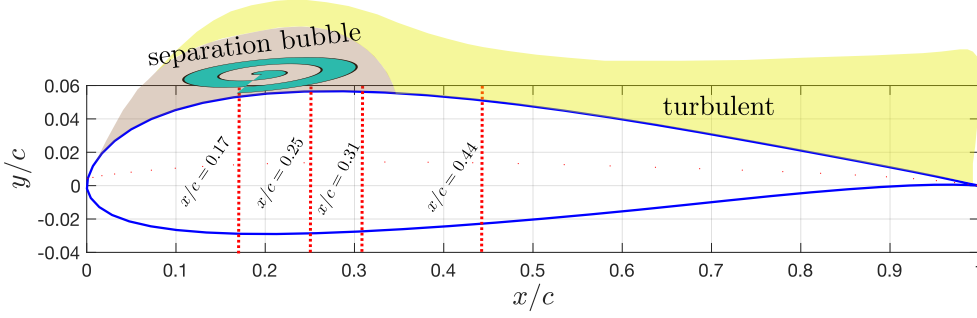 separation bubble
turbulent
0.06
0.04
0.02
0
-0.02
-0.04
y/c
x/c = 0.17
x/c = 0.25
x/c = 0.31
x/c = 0.44
0 0.1 0.2 0.3 0.4 0.5 0.6 0.7 0.8 0.9
x/c